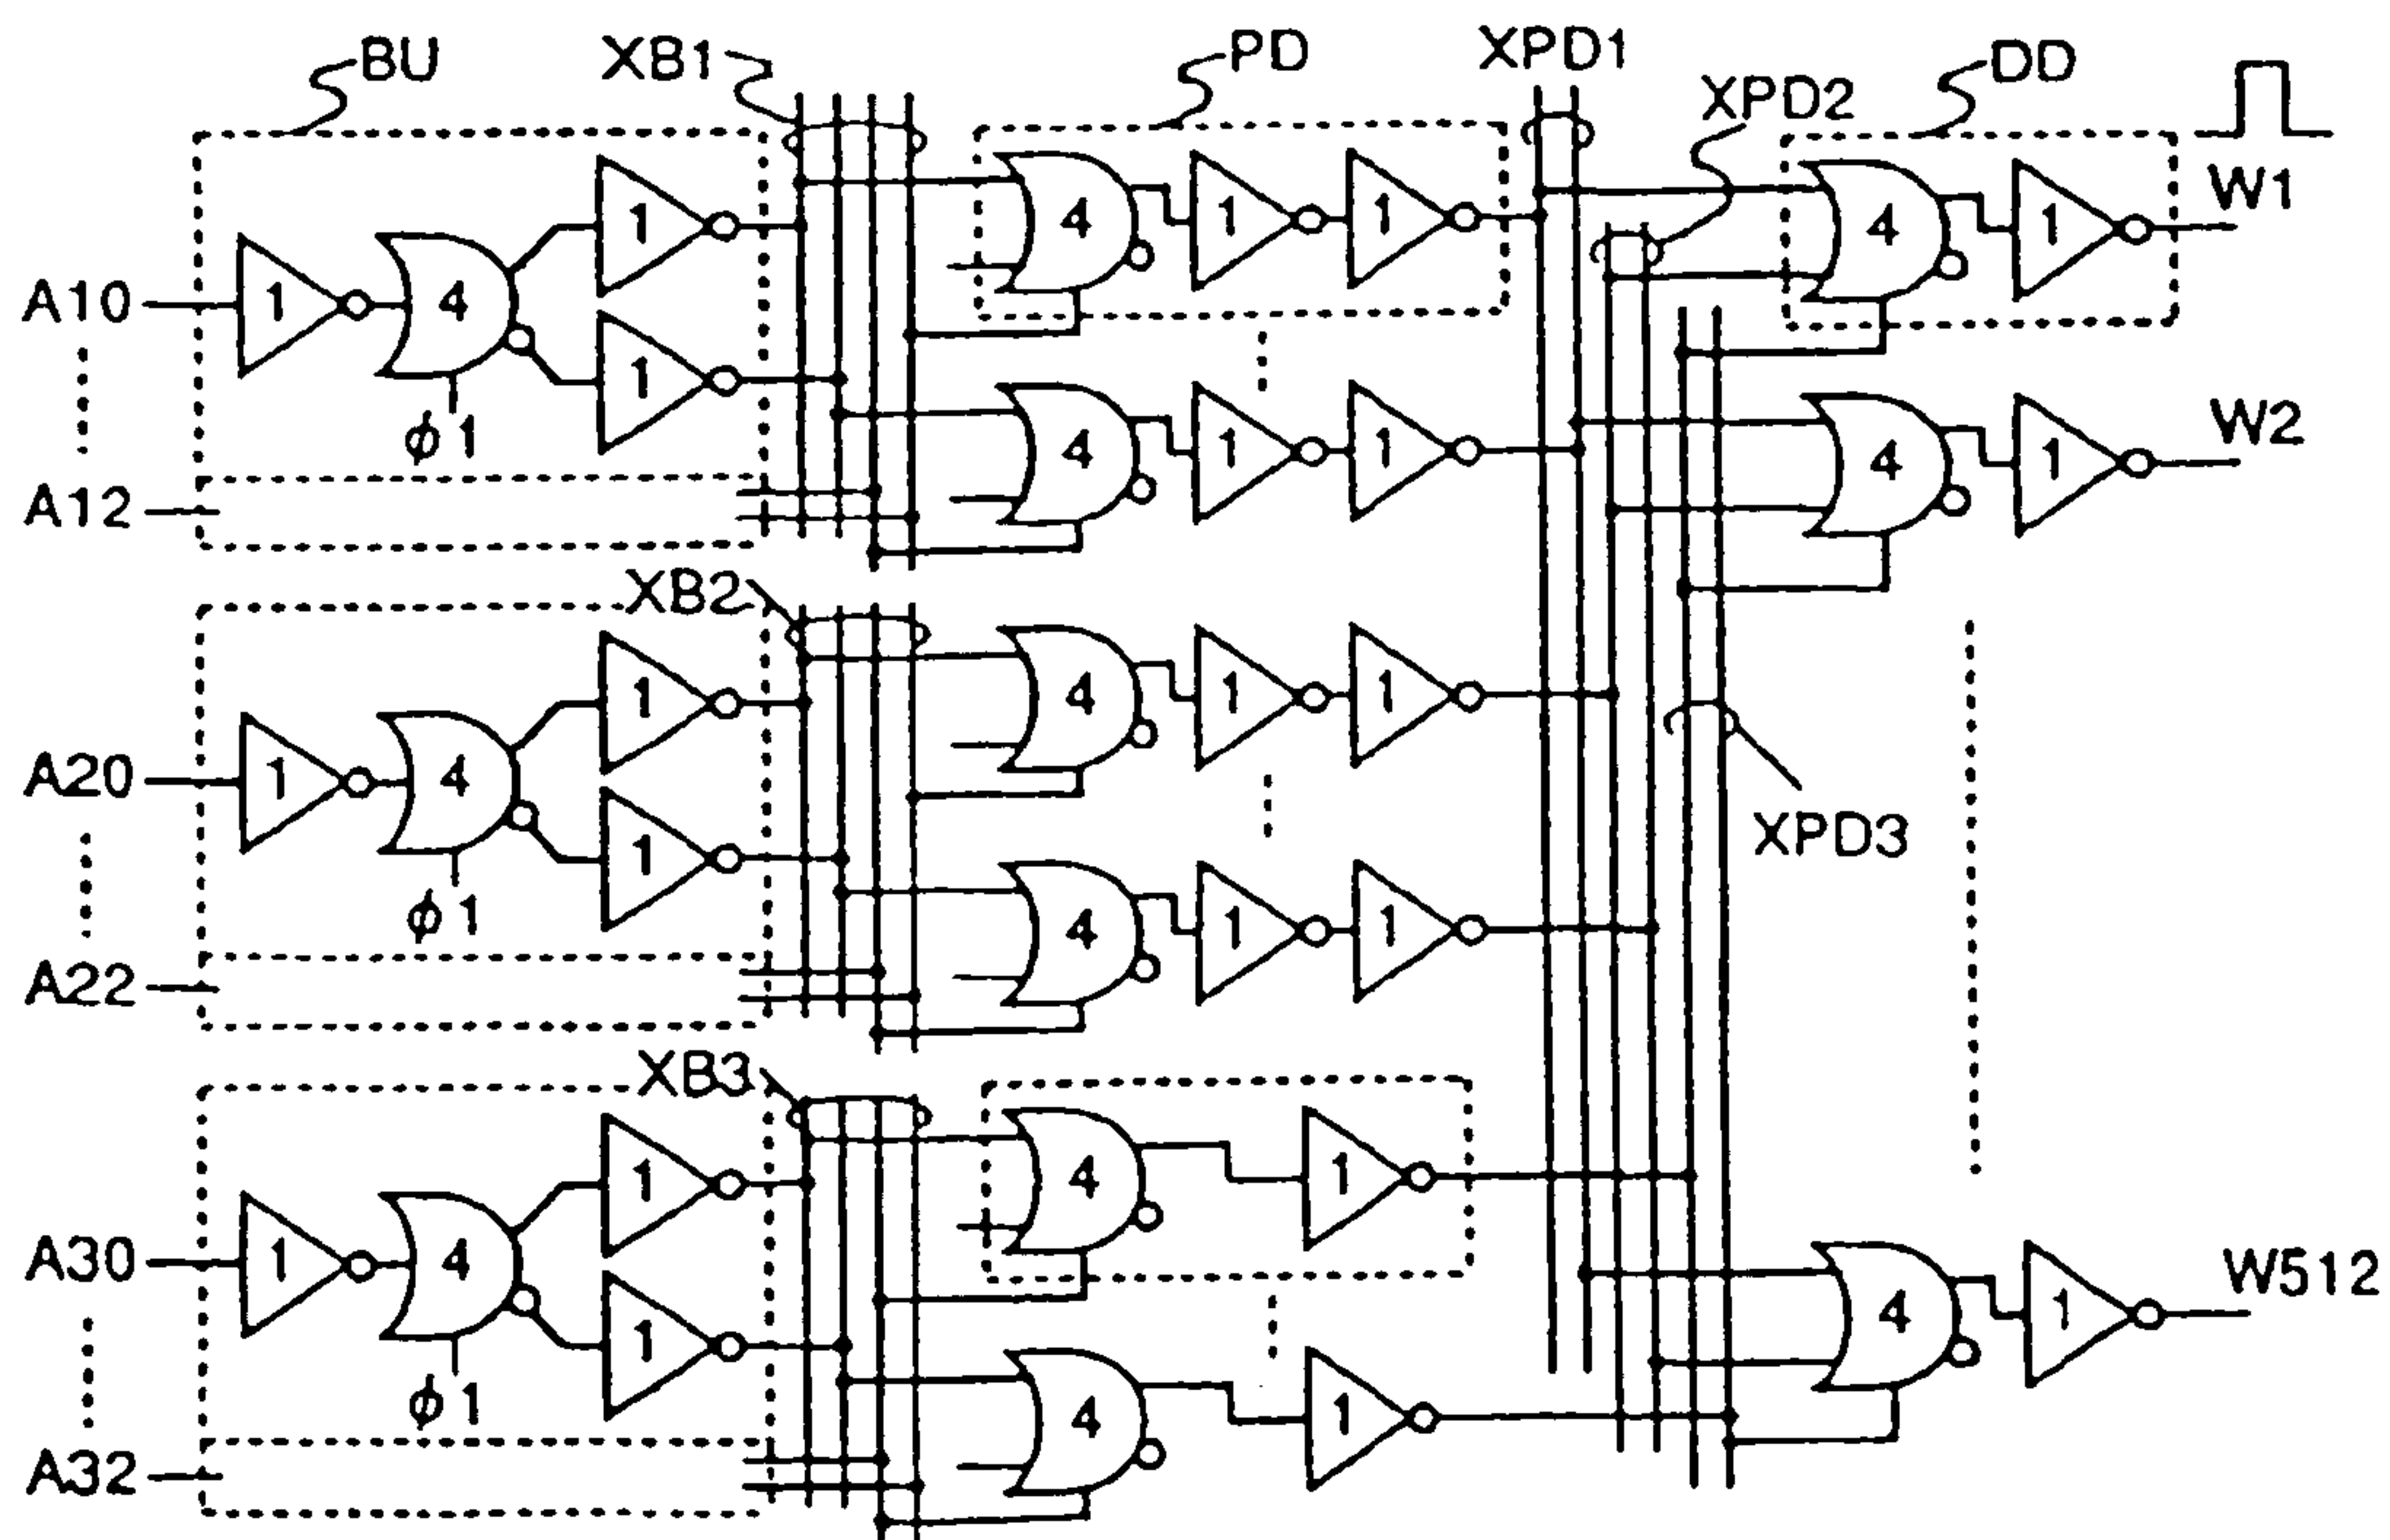 BU XB1 PD XPD1 DD
XPD2
W1
1 4 1 1 4 1 1 4 1
A10
φ1
W2
4 1 1 4 1
A12
XB2
1 4 1 1 4 1 1
A20
XPD3
φ1
4 1 1
A22
XB3
1 4 1 1 4 1
A30
W512
φ1
4 1 4 1
A32